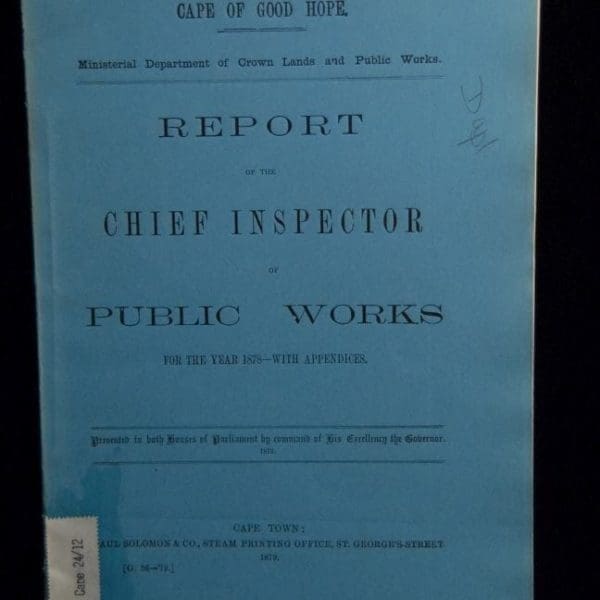 CAPE OF GOOD HOPE.
Ministerial Department of Crown Lands and Public Works.
REPORT
OF THE
CHIEF INSPECTOR
OF
PUBLIC WORKS
FOR THE YEAR 1878—WITH APPENDICES.
Presented to both Houses of Parliament by command of His Excellency the Governor.
1879.
CAPE TOWN:
AUL SOLOMON & CO., STEAM PRINTING OFFICE, ST. GEORGE'S-STREET
1879.
[G. —'79.]
Cape 24/12